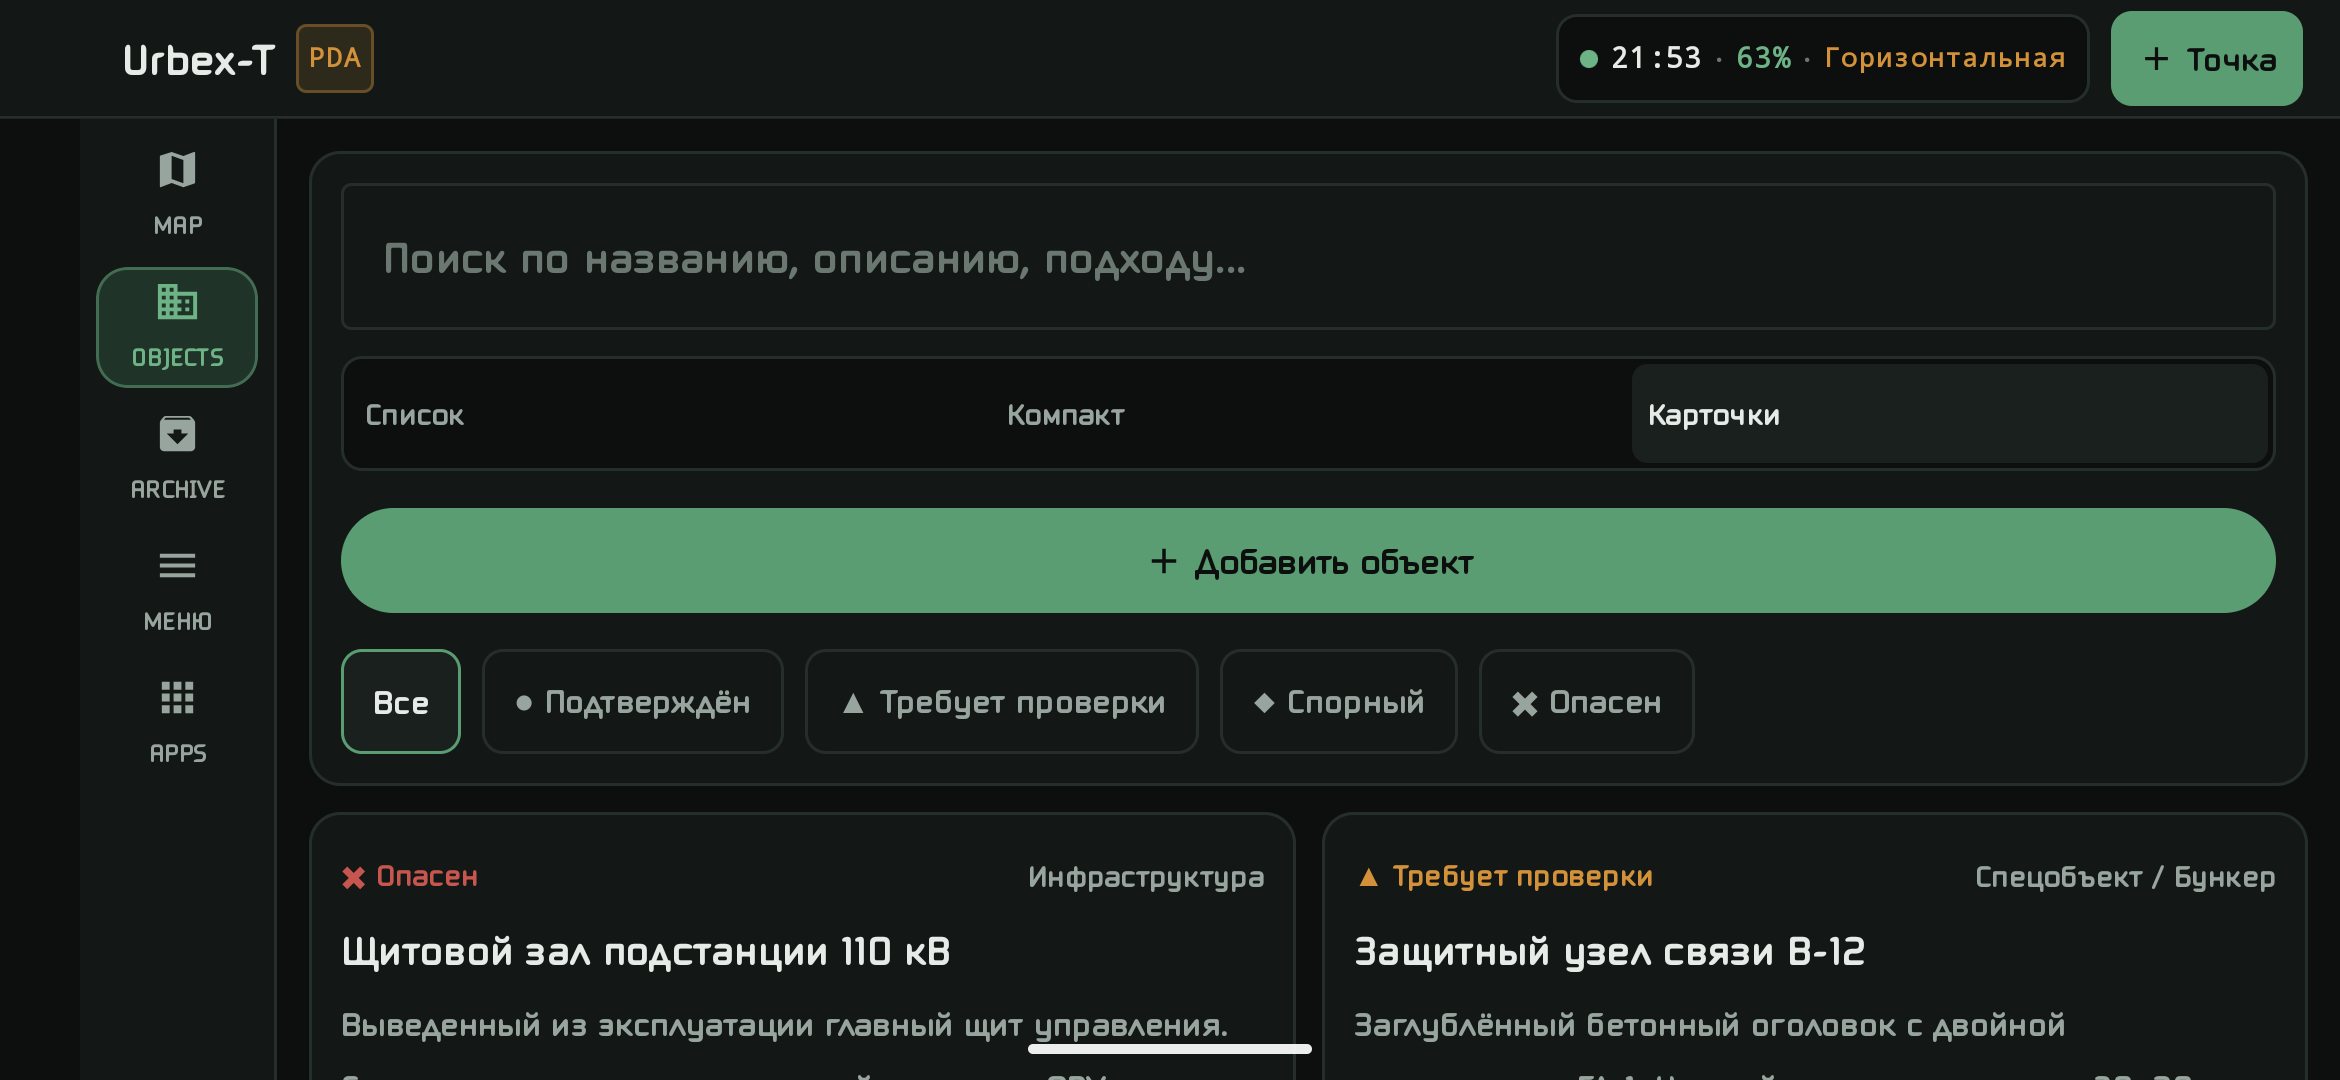 Urbex-T PDA
21:53 · 63% · Горизонтальная
+ Точка
MAP
OBJECTS
ARCHIVE
МЕНЮ
APPS
Поиск по названию, описанию, подходу...
Список Компакт Карточки
+ Добавить объект
Все ● Подтверждён ▲ Требует проверки ◆ Спорный ✖ Опасен
✖ Опасен Инфраструктура
Щитовой зал подстанции 110 кВ
Выведенный из эксплуатации главный щит управления.
▲ Требует проверки Спецобъект / Бункер
Защитный узел связи В-12
Заглублённый бетонный оголовок с двойной